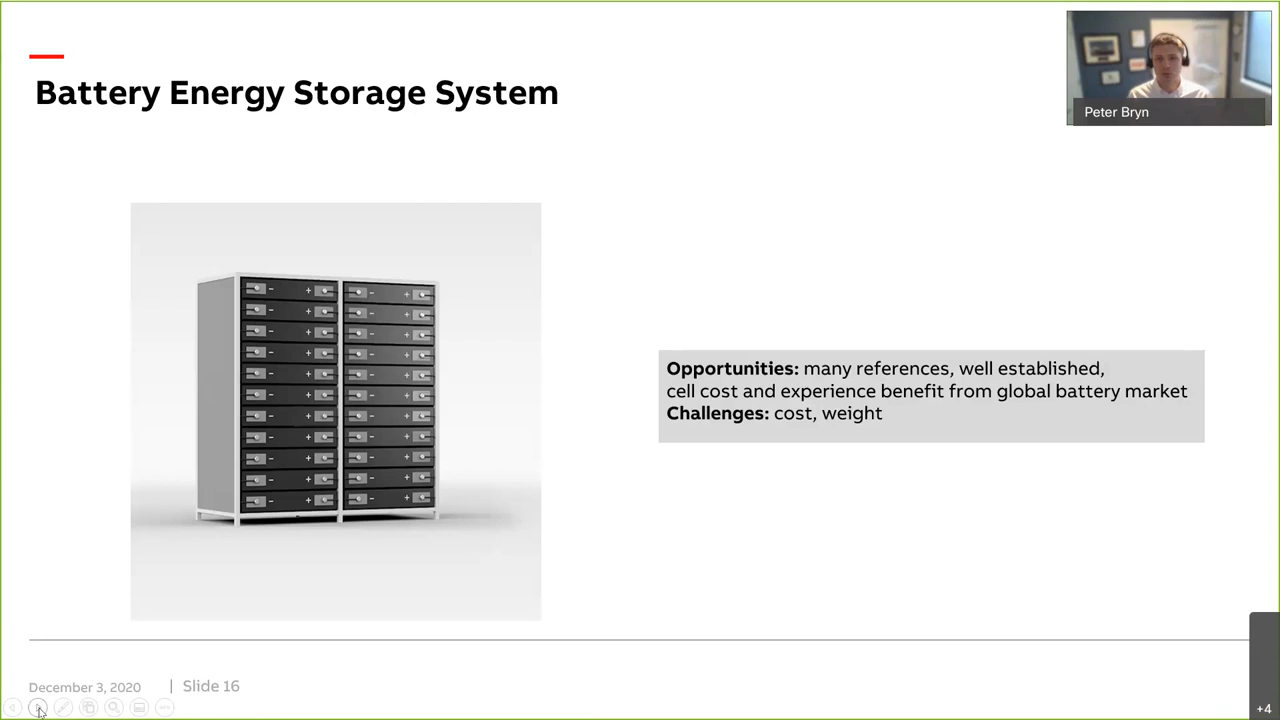 Battery Energy Storage System
Peter Bryn
Opportunities: many references, well established,
cell cost and experience benefit from global battery market
Challenges: cost, weight
December 3, 2020 | Slide 16
+4